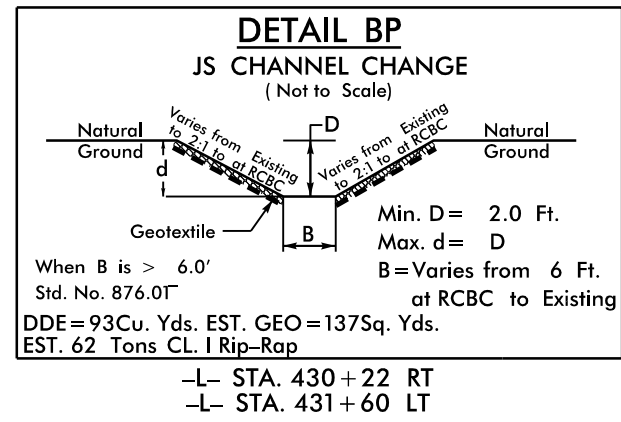 DETAIL BP
JS CHANNEL CHANGE
( Not to Scale)
Natural
Ground
Varies from Existing
to 2:1 to at RCBC
D
Varies from Existing
to 2:1 to at RCBC
Natural
Ground
d
Geotextile
B
Min. D= 2.0 Ft.
Max. d= D
B=Varies from 6 Ft.
at RCBC to Existing
When B is > 6.0'
Std. No. 876.01
DDE=93Cu. Yds. EST. GEO=137Sq. Yds.
EST. 62 Tons CL. I Rip-Rap
-L- STA. 430+22 RT
-L- STA. 431+60 LT